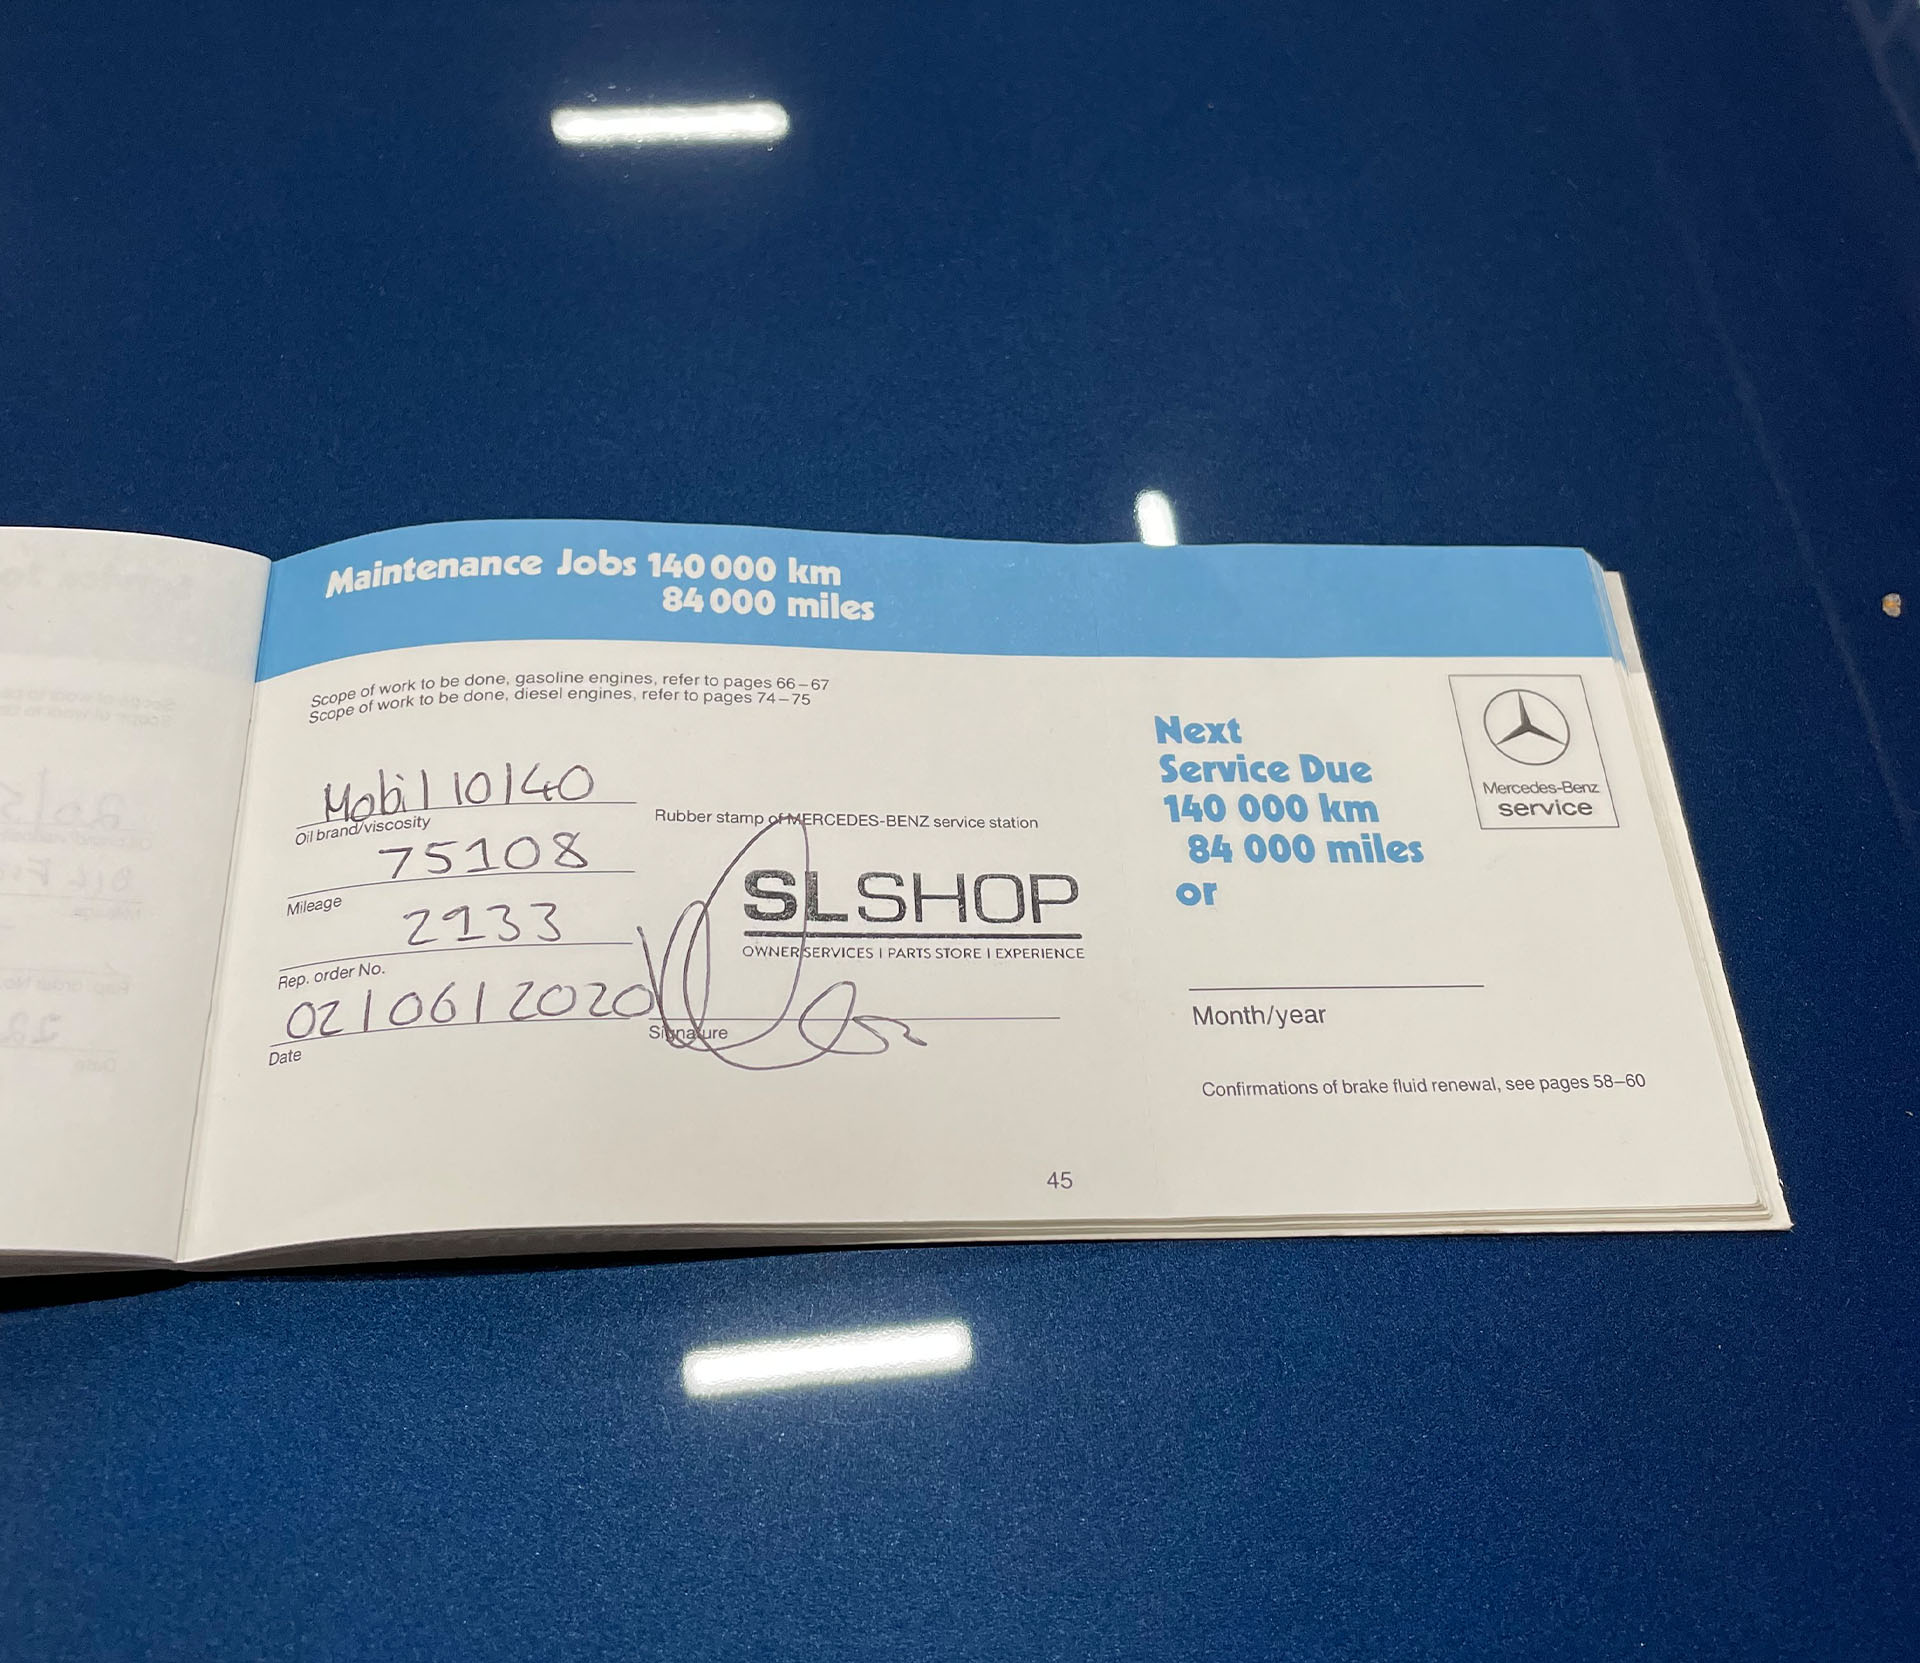 Maintenance Jobs 140 000 km
84 000 miles
Scope of work to be done, gasoline engines, refer to pages 66–67
Scope of work to be done, diesel engines, refer to pages 74–75
Mobil 10/40
Oil brand/viscosity
75108
Mileage
2933
Rep. order No.
02/06/2020
Date
Rubber stamp of MERCEDES-BENZ service station
SLSHOP
OWNER SERVICES | PARTS STORE | EXPERIENCE
Signature
Next
Service Due
140 000 km
84 000 miles
or
Month/year
Confirmations of brake fluid renewal, see pages 58–60
Mercedes-Benz
service
45